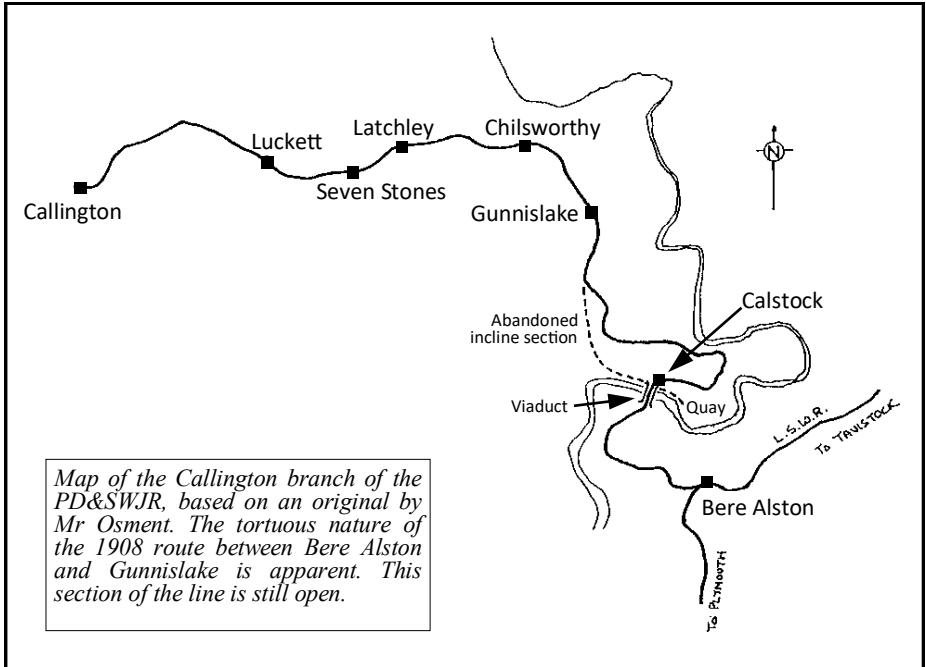 Callington
Luckett
Seven Stones
Latchley
Chilsworthy
Gunnislake
N
Abandoned
incline section
Calstock
Viaduct
Quay
L.S.W.R.
TO TAVLSTOCK.
Bere Alston
TO PLYMOUTH
Map of the Callington branch of the
PD&SWJR, based on an original by
Mr Osment. The tortuous nature of
the 1908 route between Bere Alston
and Gunnislake is apparent. This
section of the line is still open.